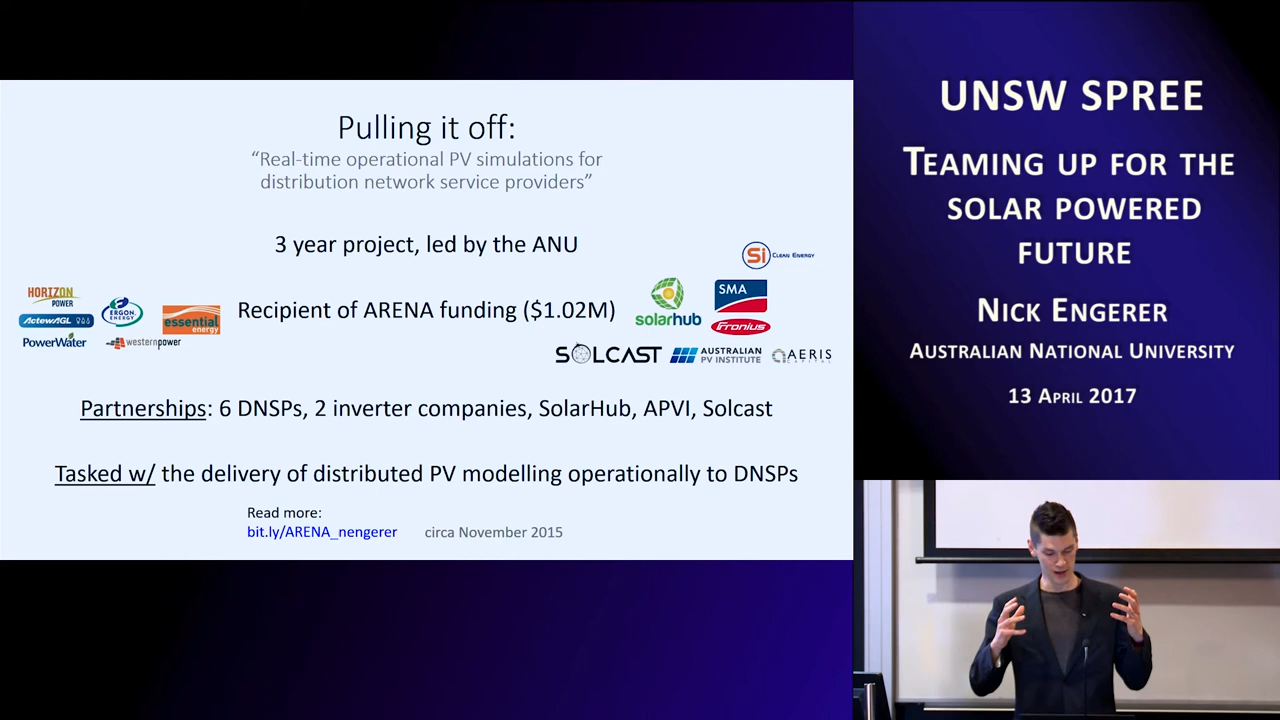 Pulling it off:
“Real-time operational PV simulations for
distribution network service providers”
3 year project, led by the ANU
Si CLEAN ENERGY
HORIZON
POWER
ERGON
ENERGY
ActewAGL
essential
energy
PowerWater
westernpower
Recipient of ARENA funding ($1.02M)
solarhub
SMA
Fronius
SOLCAST
AUSTRALIAN
PV INSTITUTE
AERIS
CAPITAL
Partnerships: 6 DNSPs, 2 inverter companies, SolarHub, APVI, Solcast
Tasked w/ the delivery of distributed PV modelling operationally to DNSPs
Read more:
bit.ly/ARENA_nengerer
circa November 2015
UNSW SPREE
TEAMING UP FOR THE
SOLAR POWERED
FUTURE
NICK ENGERER
AUSTRALIAN NATIONAL UNIVERSITY
13 APRIL 2017